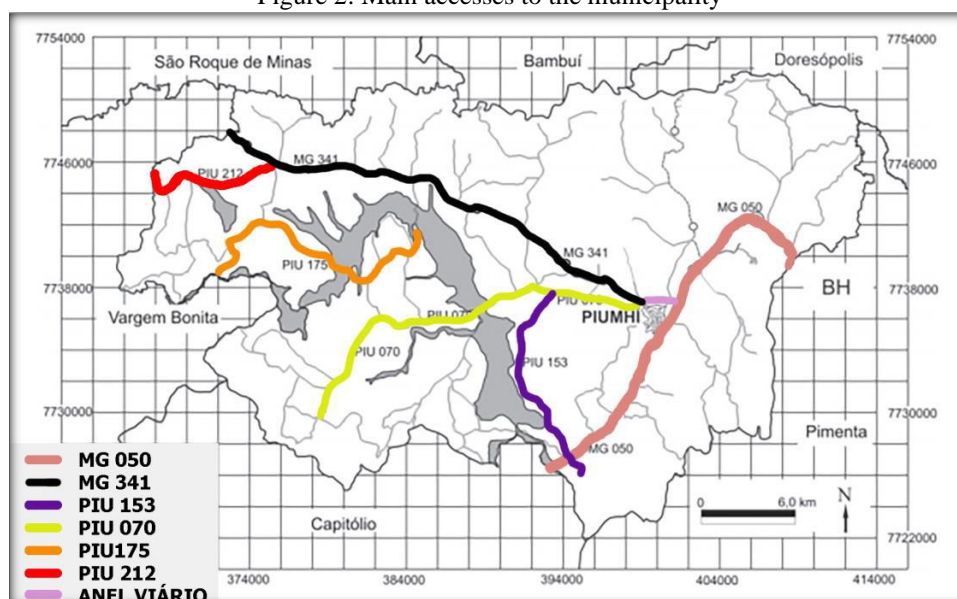 Figure 2. Main accesses to the municipality
7754000
7754000
São Roque de Minas
Bambuí
Doresópolis
7746000
MG 341
7746000
PIU 212
MG 050
PIU 175
MG 341
7738000
PIU 070
BH
7738000
Vargem Bonita
PIU 070
PIUMHI
PIU 070
PIU 153
7730000
7730000
Pimenta
MG 050
MG 050
MG 341
PIU 153
0 6,0 km
N
PIU 070
Capitólio
7722000
PIU175
PIU 212
374000
384000
394000
404000
414000
ANEL VIÁRIO